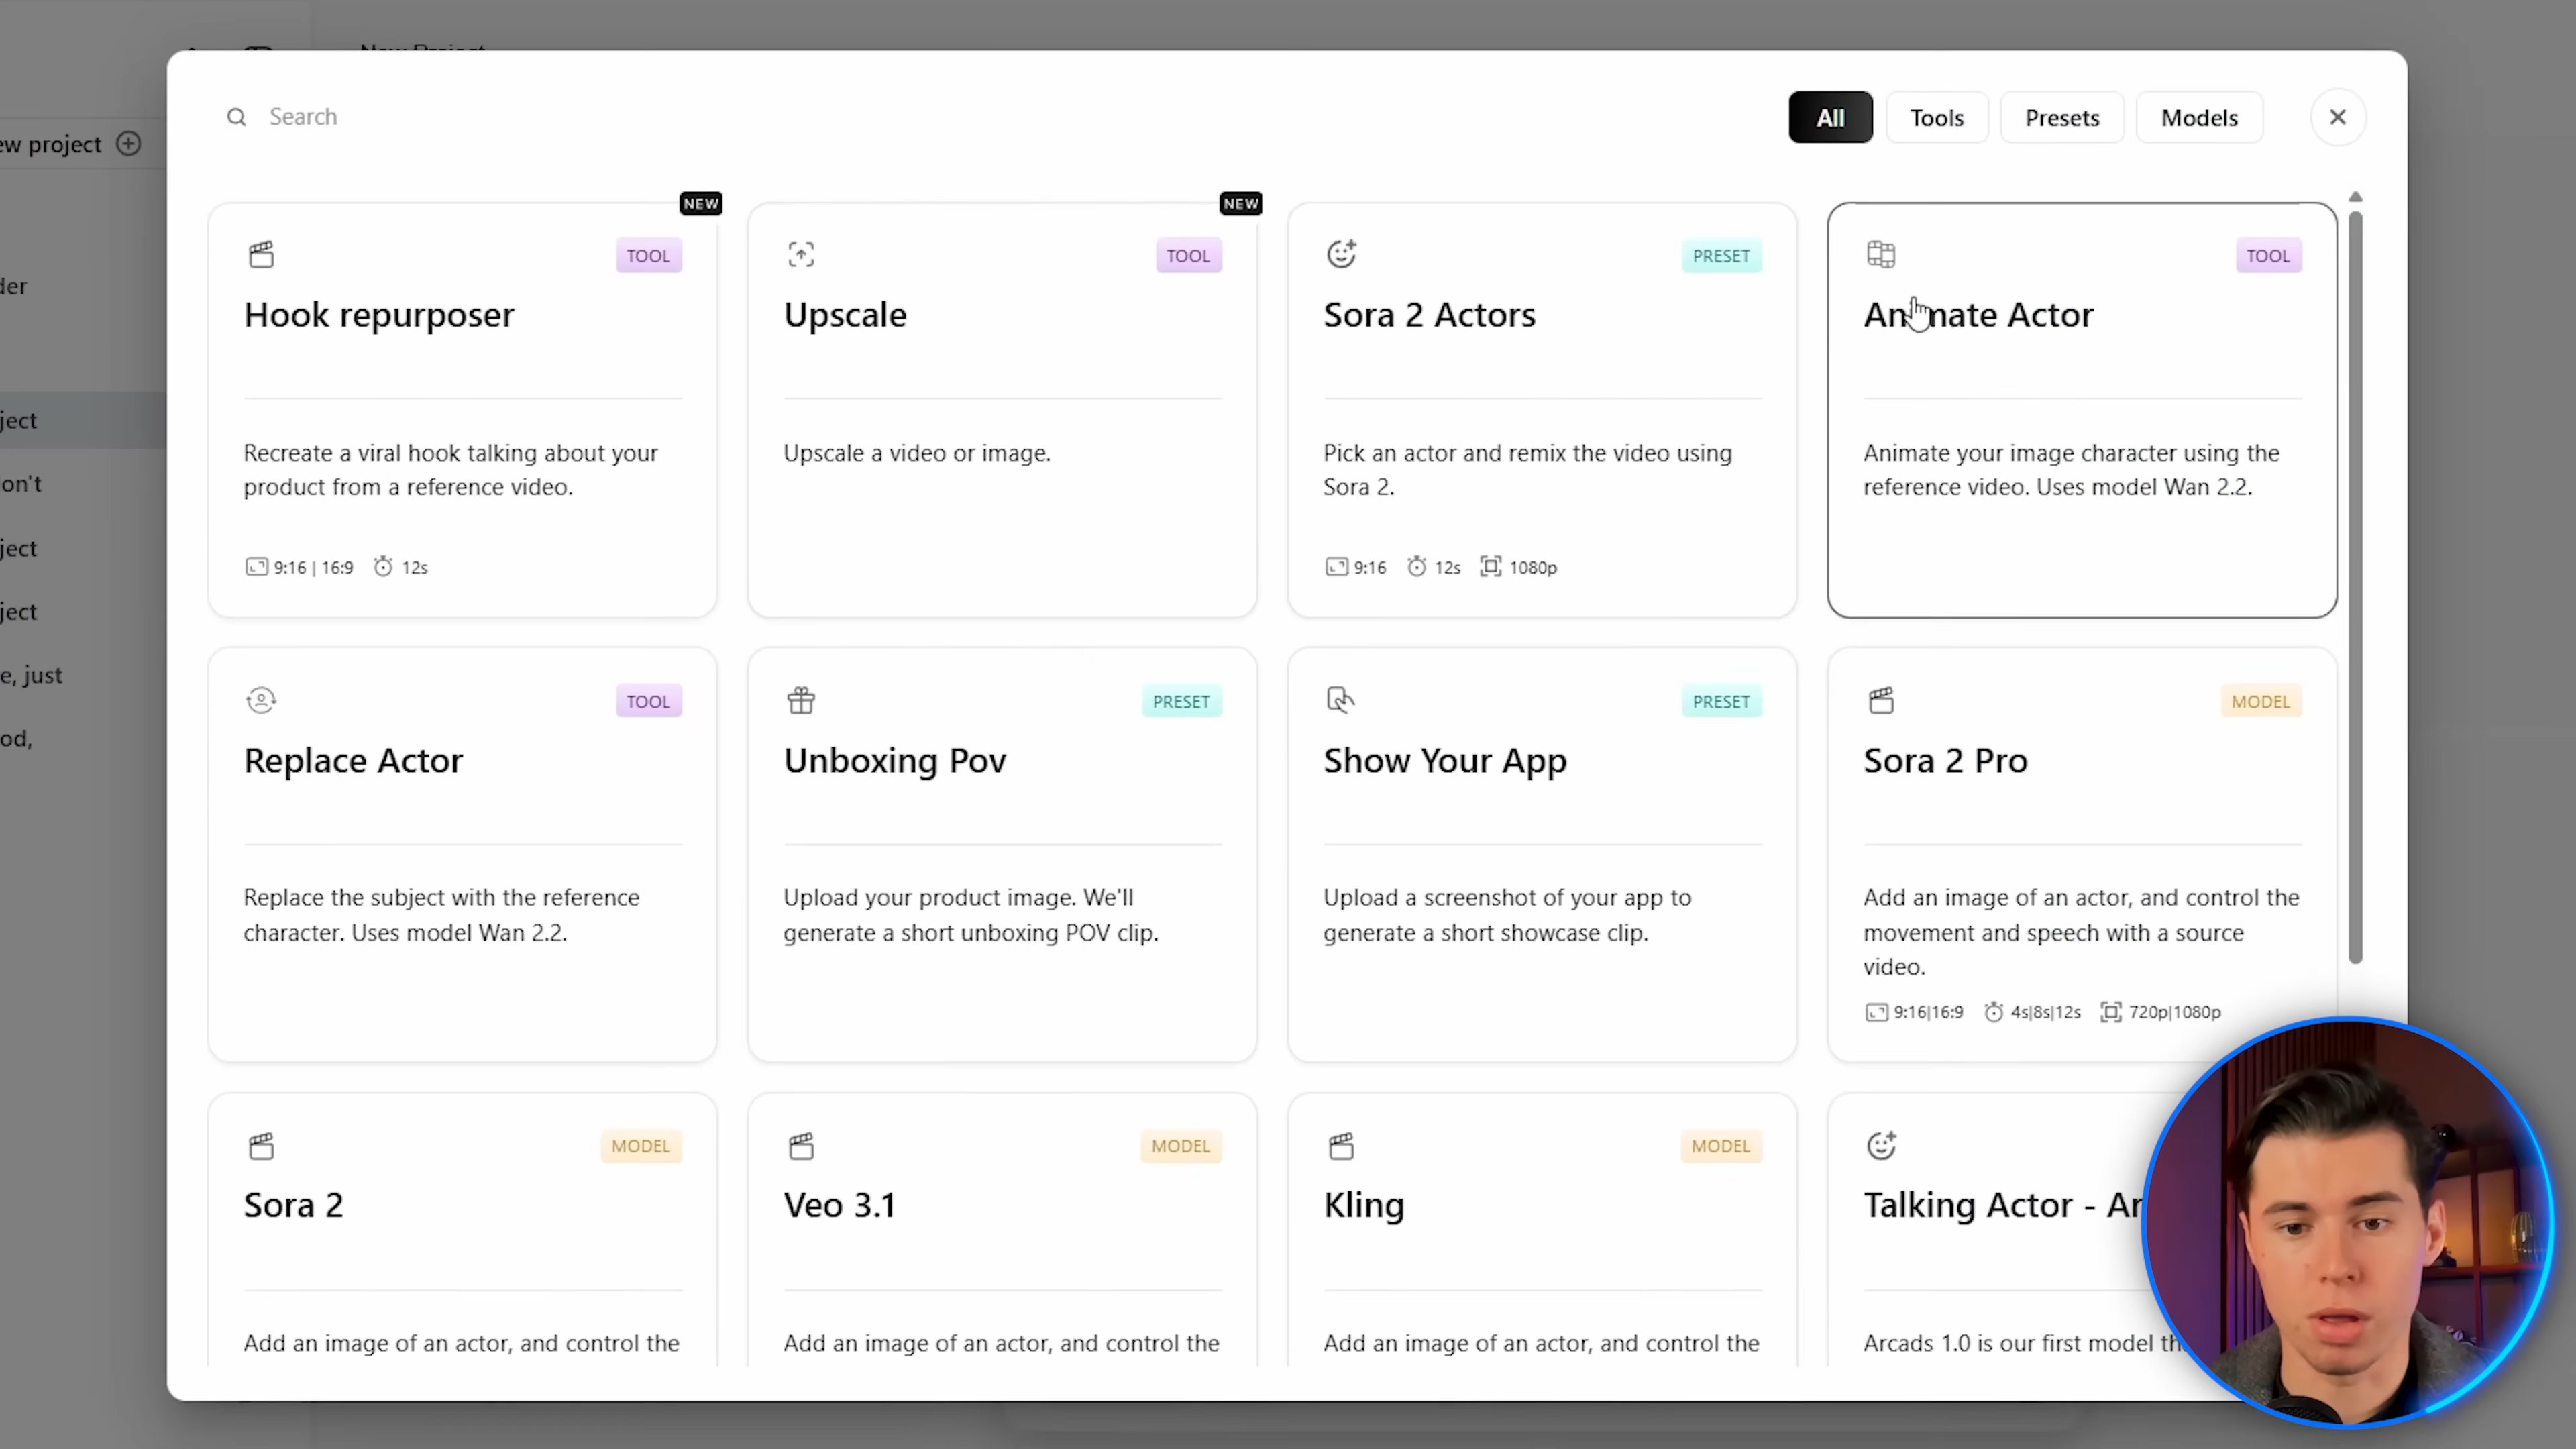 New Project
Search
All
Tools
Presets
Models
ew project
der
ject
on't
ject
ject
e, just
od,
NEW
TOOL
Hook repurposer
Recreate a viral hook talking about your
product from a reference video.
9:16 | 16:9
12s
NEW
TOOL
Upscale
Upscale a video or image.
PRESET
Sora 2 Actors
Pick an actor and remix the video using
Sora 2.
9:16
12s
1080p
TOOL
Animate Actor
Animate your image character using the
reference video. Uses model Wan 2.2.
TOOL
Replace Actor
Replace the subject with the reference
character. Uses model Wan 2.2.
PRESET
Unboxing Pov
Upload your product image. We'll
generate a short unboxing POV clip.
PRESET
Show Your App
Upload a screenshot of your app to
generate a short showcase clip.
MODEL
Sora 2 Pro
Add an image of an actor, and control the
movement and speech with a source
video.
9:16|16:9
4s|8s|12s
720p|1080p
MODEL
Sora 2
Add an image of an actor, and control the
MODEL
Veo 3.1
Add an image of an actor, and control the
MODEL
Kling
Add an image of an actor, and control the
Talking Actor - Ar
Arcads 1.0 is our first model th